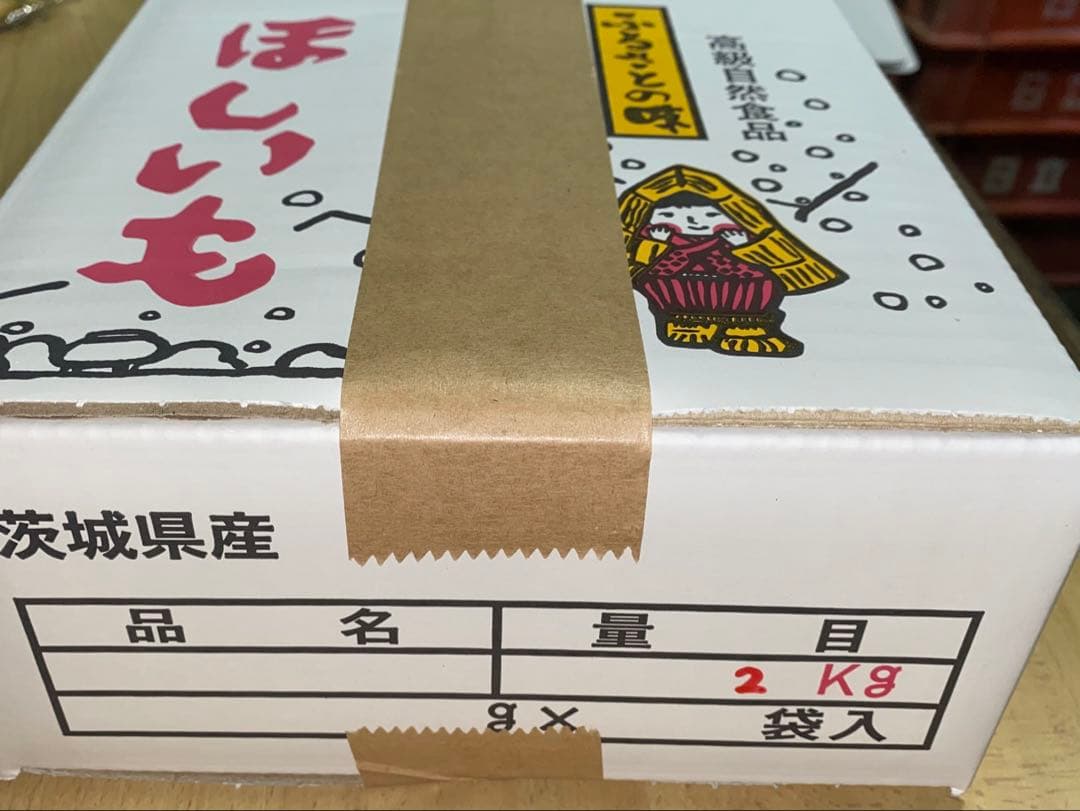 ほしいも
ふるさとの味
高級自然食品
茨城県産
品名 量目
2 Kg
g× 袋入